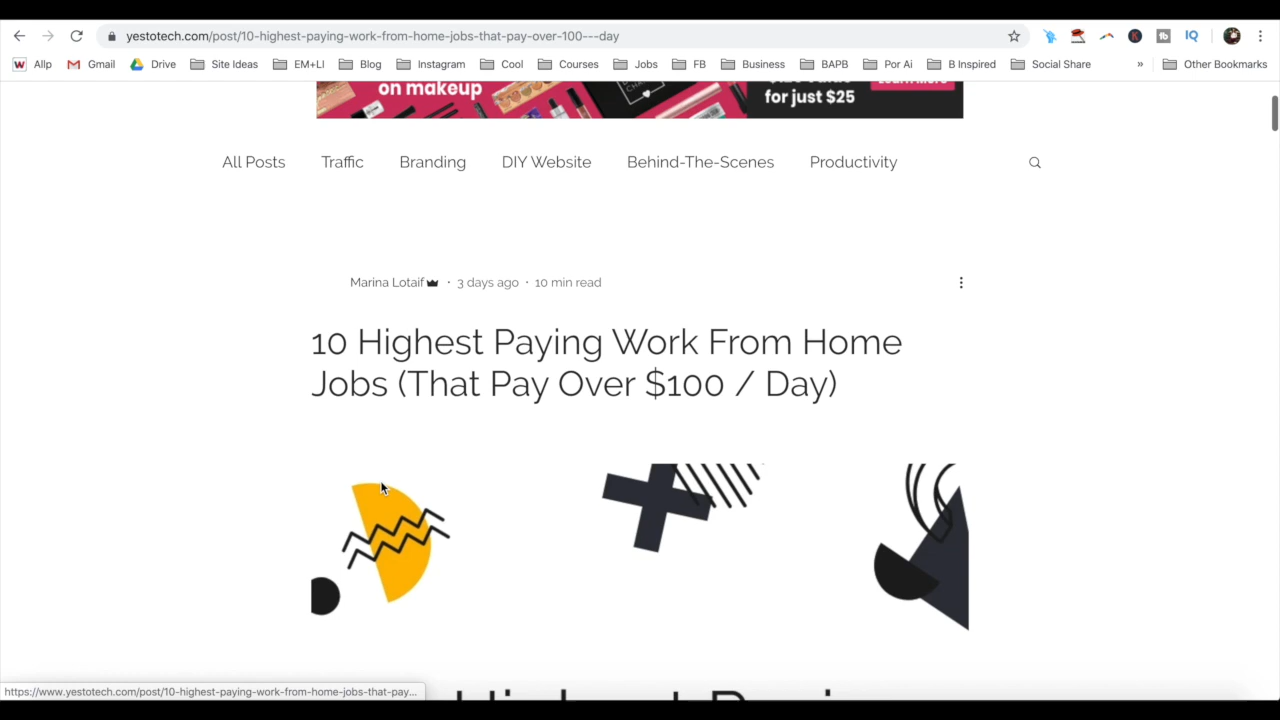 yestotech.com/post/10-highest-paying-work-from-home-jobs-that-pay-over-100---day
Allp Gmail Drive Site Ideas EM+LI Blog Instagram Cool Courses Jobs FB Business BAPB Por Ai B Inspired Social Share » Other Bookmarks
on makeup
for just $25
All Posts Traffic Branding DIY Website Behind-The-Scenes Productivity
Marina Lotaif · 3 days ago · 10 min read
10 Highest Paying Work From Home
Jobs (That Pay Over $100 / Day)
https://www.yestotech.com/post/10-highest-paying-work-from-home-jobs-that-pay...